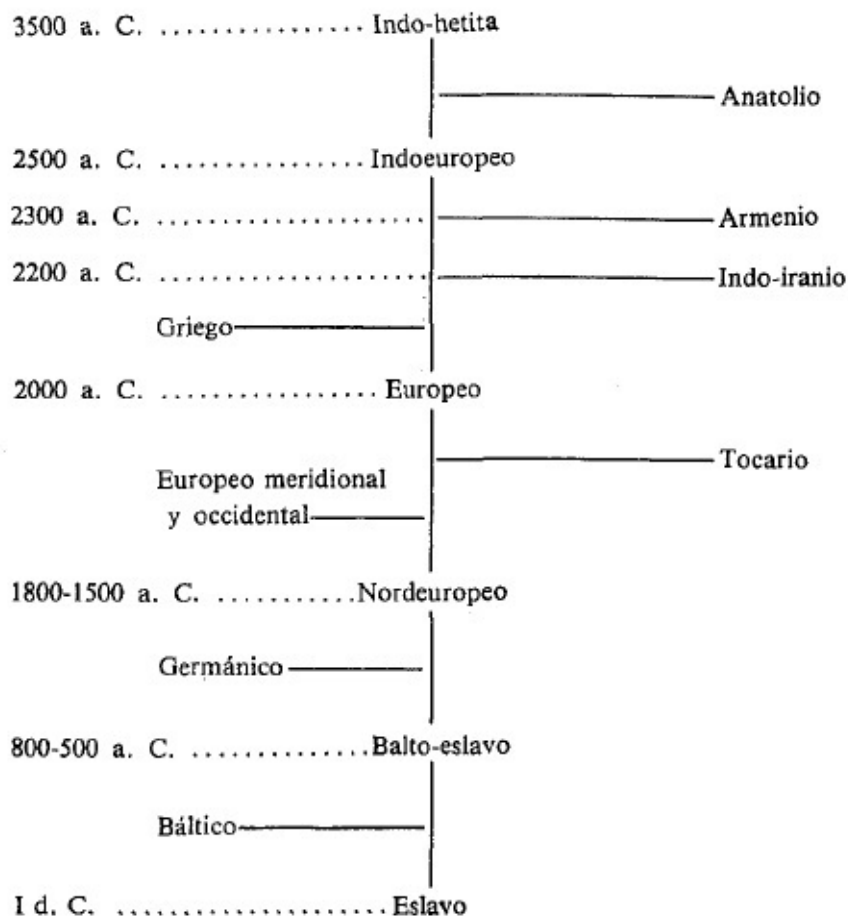 3500 a. C. ................ Indo-hetita
Anatolio
2500 a. C. ................ Indoeuropeo
2300 a. C. ................ Armenio
2200 a. C. ................ Indo-iranio
Griego
2000 a. C. ................ Europeo
Tocario
Europeo meridional
y occidental
1800-1500 a. C. ........... Nordeuropeo
Germánico
800-500 a. C. ............. Balto-eslavo
Báltico
I d. C. .................... Eslavo